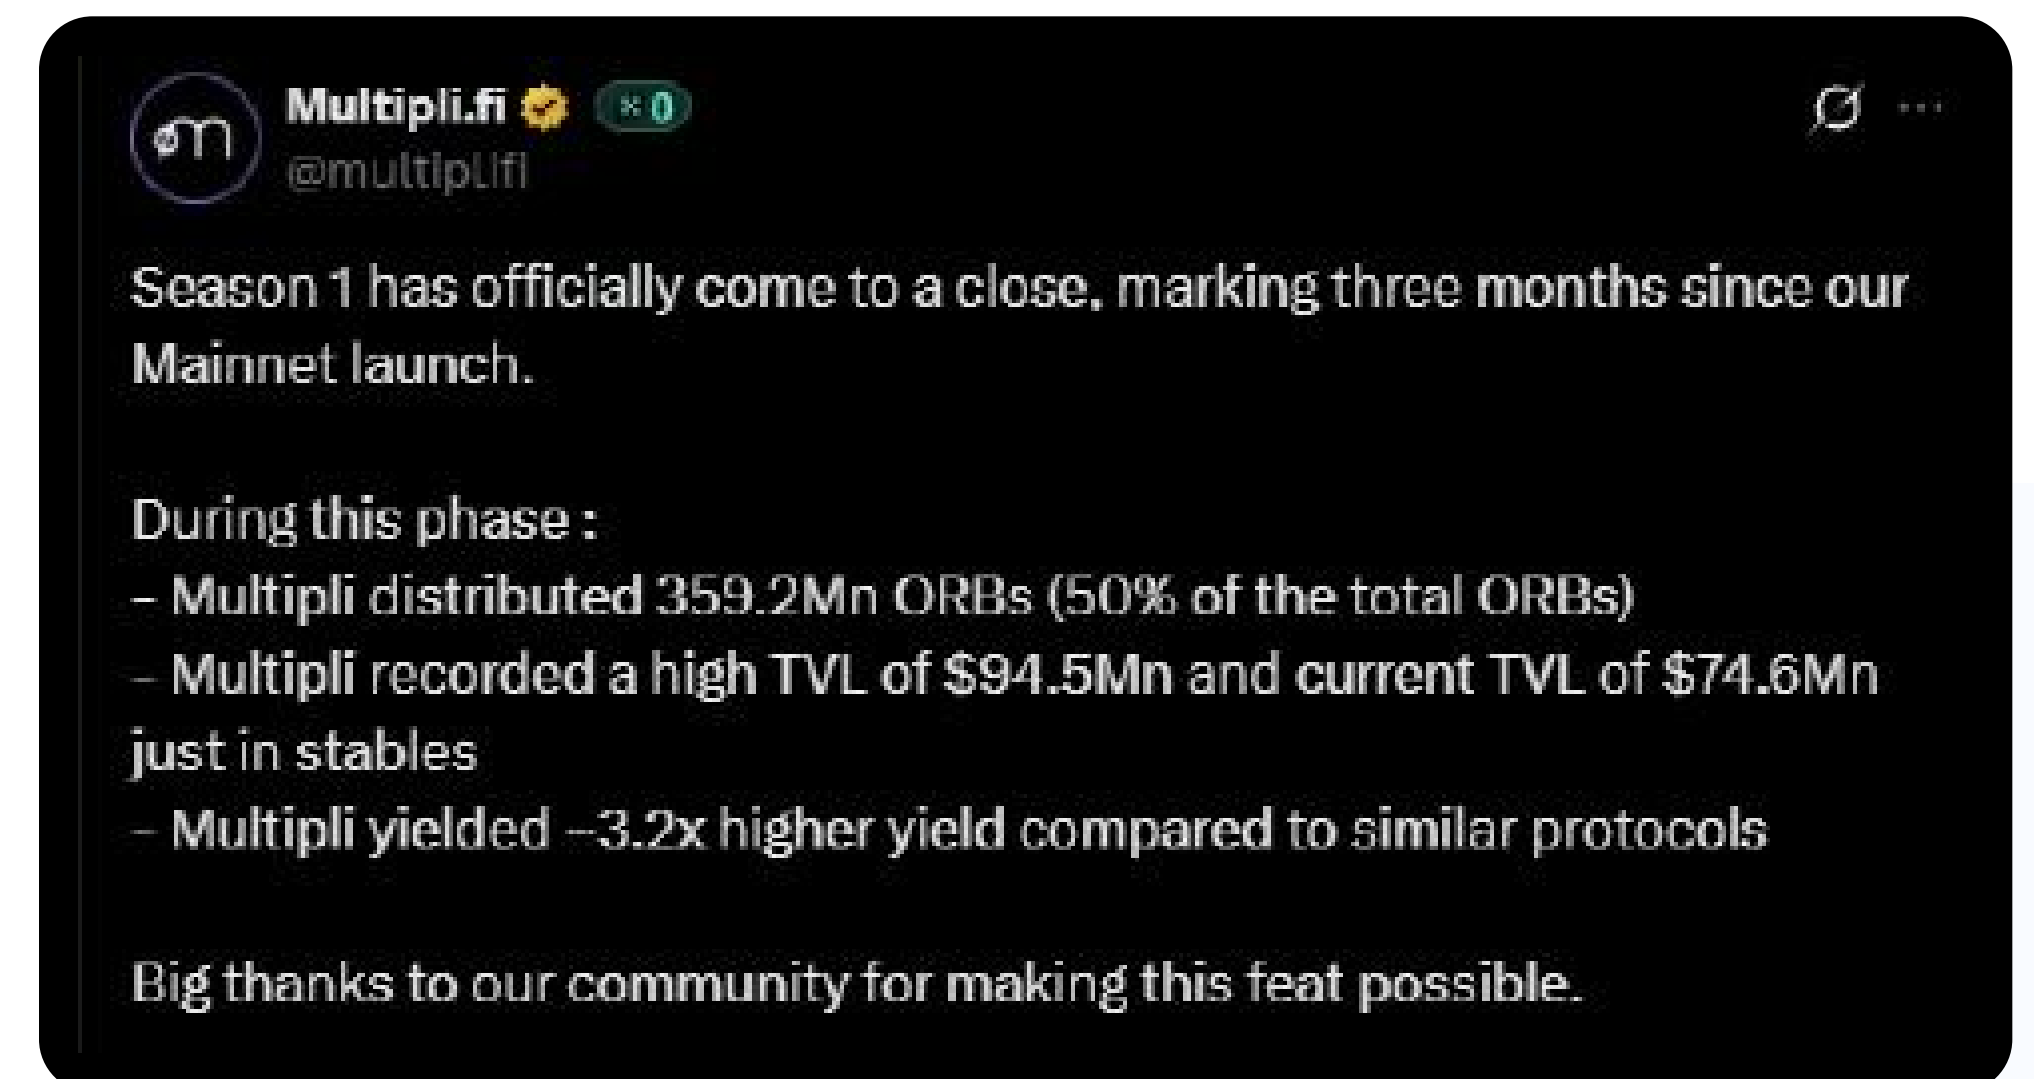 Multipli.fi × 0
@multiplifi
Season 1 has officially come to a close, marking three months since our
Mainnet launch.
During this phase :
– Multipli distributed 359.2Mn ORBs (50% of the total ORBs)
– Multipli recorded a high TVL of $94.5Mn and current TVL of $74.6Mn
just in stables
– Multipli yielded ~3.2x higher yield compared to similar protocols
Big thanks to our community for making this feat possible.